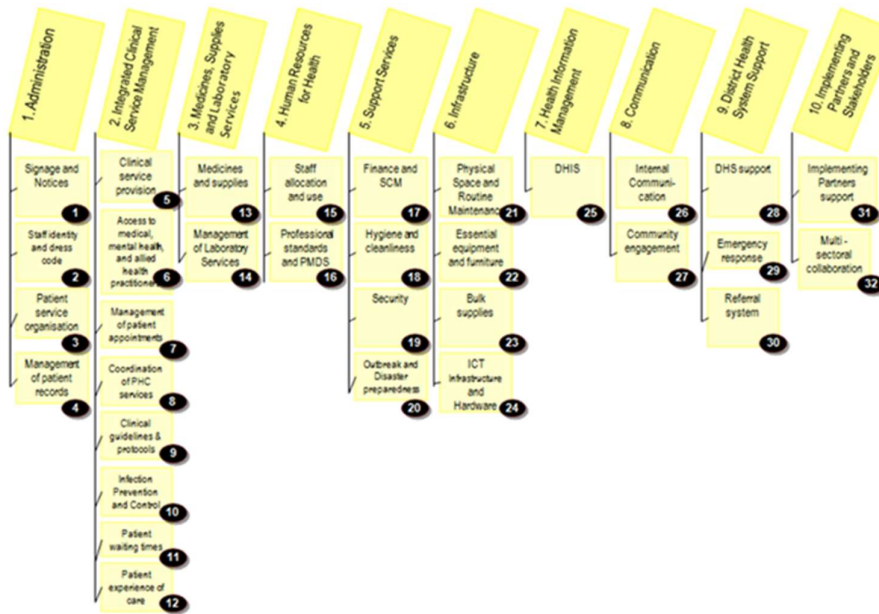 1. Administration
Signage and
Notices
1
Staff identity
and dress
code
2
Patient
service
organisation
3
Management
of patient
records
4
2. Integrated Clinical
Service Management
Clinical
service
provision
5
Access to
medical,
mental health,
and allied
health
practitioners
6
Management
of patient
appointments
7
Coordination
of PHC
services
8
Clinical
guidelines &
protocols
9
Infection
Prevention
and Control
10
Patient
waiting times
11
Patient
experience of
care
12
3. Medicines, Supplies
and Laboratory
Services
Medicines
and supplies
13
Management
of Laboratory
Services
14
4. Human Resources
for Health
Staff
allocation
and use
15
Professional
standards
and PMDS
16
5. Support Services
Finance and
SCM
17
Hygiene and
cleanliness
18
Security
19
Outbreak and
Disaster
preparedness
20
6. Infrastructure
Physical
Space and
Routine
Maintenance
21
Essential
equipment
and furniture
22
Bulk
supplies
23
ICT
Infrastructure
and
Hardware
24
7. Health Information
Management
DHIS
25
8. Communication
Internal
Communi-
cation
26
Community
engagement
27
9. District Health
System Support
DHS support
28
Emergency
response
29
Referral
system
30
10. Implementing
Partners and
Stakeholders
Implementing
Partners
support
31
Multi-
sectoral
collaboration
32